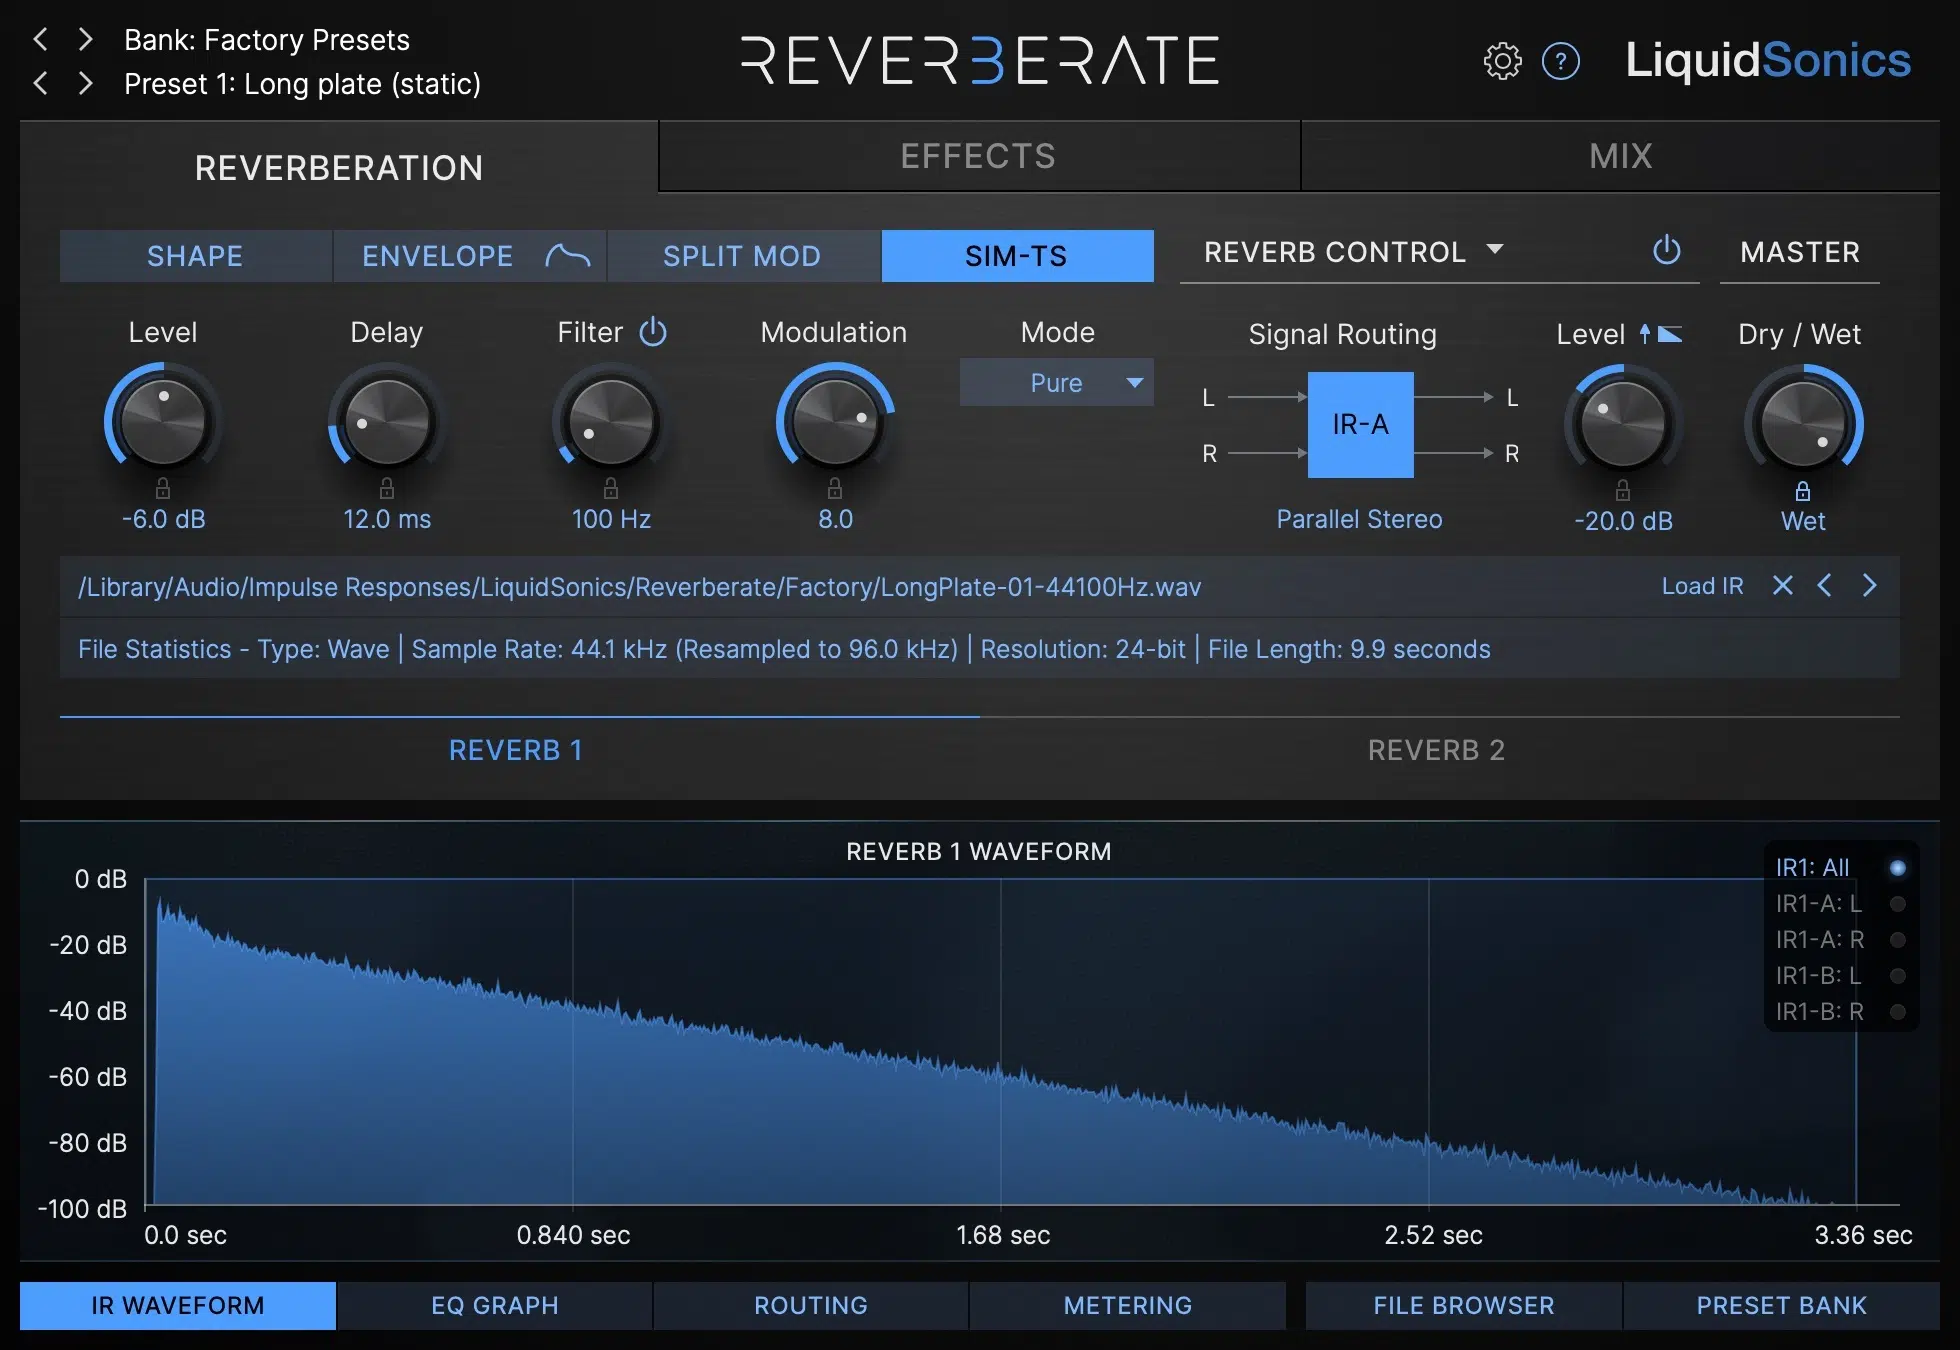 Bank: Factory Presets
Preset 1: Long plate (static)
REVERBERATE
?
LiquidSonics
REVERBERATION
EFFECTS
MIX
SHAPE
ENVELOPE
SPLIT MOD
SIM-TS
REVERB CONTROL
MASTER
Level
Delay
Filter
Modulation
Mode
Signal Routing
Level
Dry / Wet
Pure
L
IR-A
L
R
R
-6.0 dB
12.0 ms
100 Hz
8.0
Parallel Stereo
-20.0 dB
Wet
/Library/Audio/Impulse Responses/LiquidSonics/Reverberate/Factory/LongPlate-01-44100Hz.wav
Load IR
File Statistics - Type: Wave | Sample Rate: 44.1 kHz (Resampled to 96.0 kHz) | Resolution: 24-bit | File Length: 9.9 seconds
REVERB 1
REVERB 2
REVERB 1 WAVEFORM
IR1: All
IR1-A: L
IR1-A: R
IR1-B: L
IR1-B: R
0 dB
-20 dB
-40 dB
-60 dB
-80 dB
-100 dB
0.0 sec
0.840 sec
1.68 sec
2.52 sec
3.36 sec
IR WAVEFORM
EQ GRAPH
ROUTING
METERING
FILE BROWSER
PRESET BANK